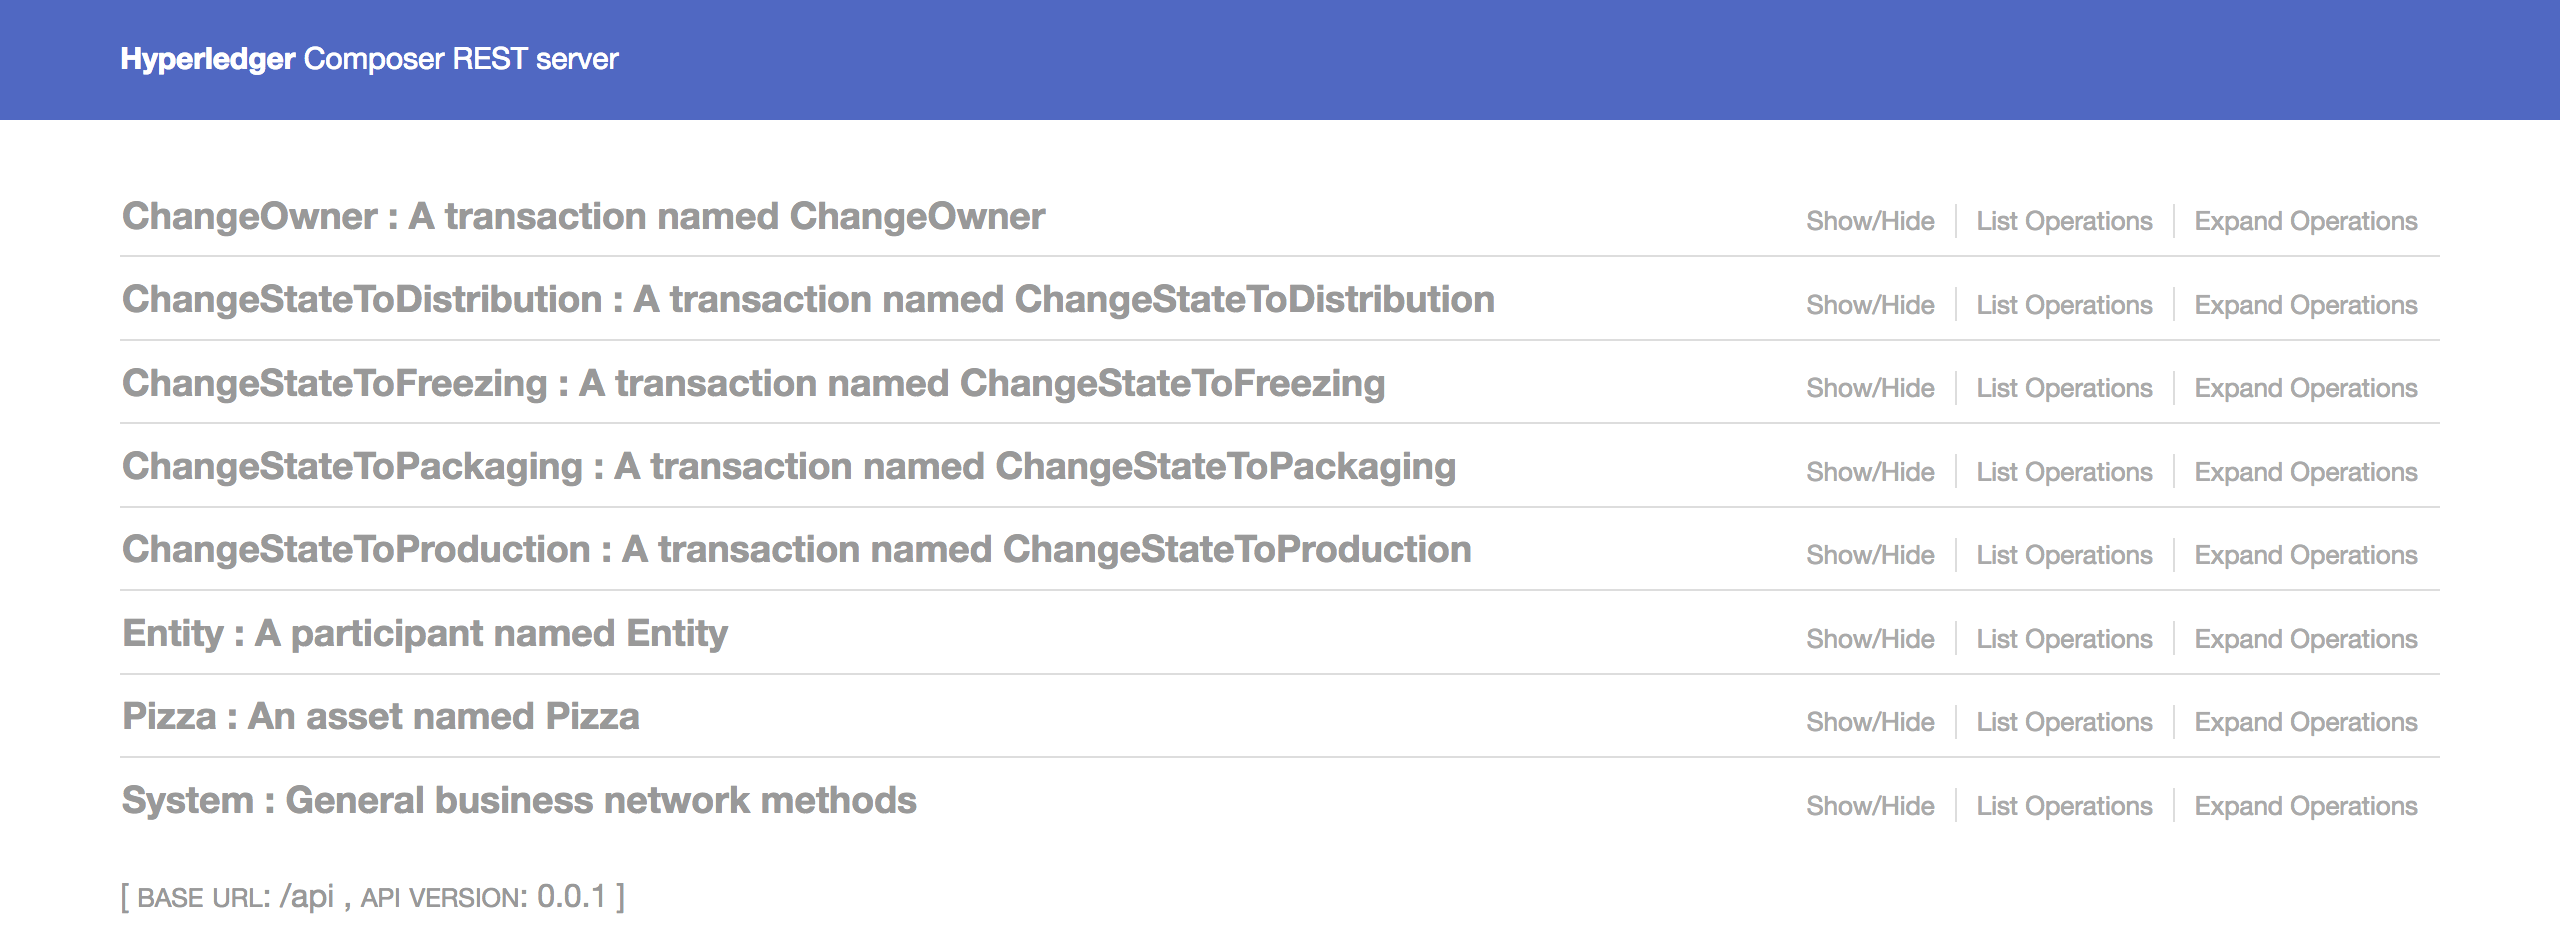 Hyperledger Composer REST server
ChangeOwner : A transaction named ChangeOwner Show/Hide List Operations Expand Operations
ChangeStateToDistribution : A transaction named ChangeStateToDistribution Show/Hide List Operations Expand Operations
ChangeStateToFreezing : A transaction named ChangeStateToFreezing Show/Hide List Operations Expand Operations
ChangeStateToPackaging : A transaction named ChangeStateToPackaging Show/Hide List Operations Expand Operations
ChangeStateToProduction : A transaction named ChangeStateToProduction Show/Hide List Operations Expand Operations
Entity : A participant named Entity Show/Hide List Operations Expand Operations
Pizza : An asset named Pizza Show/Hide List Operations Expand Operations
System : General business network methods Show/Hide List Operations Expand Operations
[ BASE URL: /api , API VERSION: 0.0.1 ]